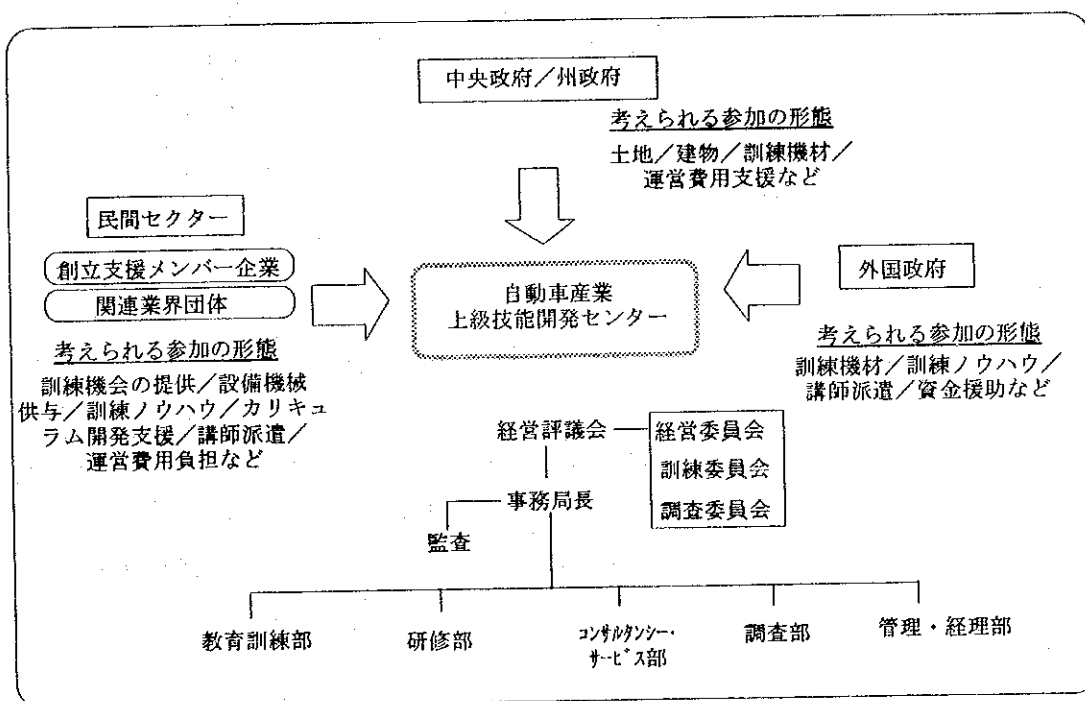 中央政府／州政府
考えられる参加の形態
土地／建物／訓練機材／
運営費用支援など
民間セクター
創立支援メンバー企業
関連業界団体
考えられる参加の形態
訓練機会の提供／設備機械
供与／訓練ノウハウ／カリキュ
ラム開発支援／講師派遣／
運営費用負担など
自動車産業
上級技能開発センター
外国政府
考えられる参加の形態
訓練機材／訓練ノウハウ／
講師派遣／資金援助など
経営評議会
経営委員会
訓練委員会
調査委員会
事務局長
監査
教育訓練部
研修部
コンサルタンシー・
サービス部
調査部
管理・経理部